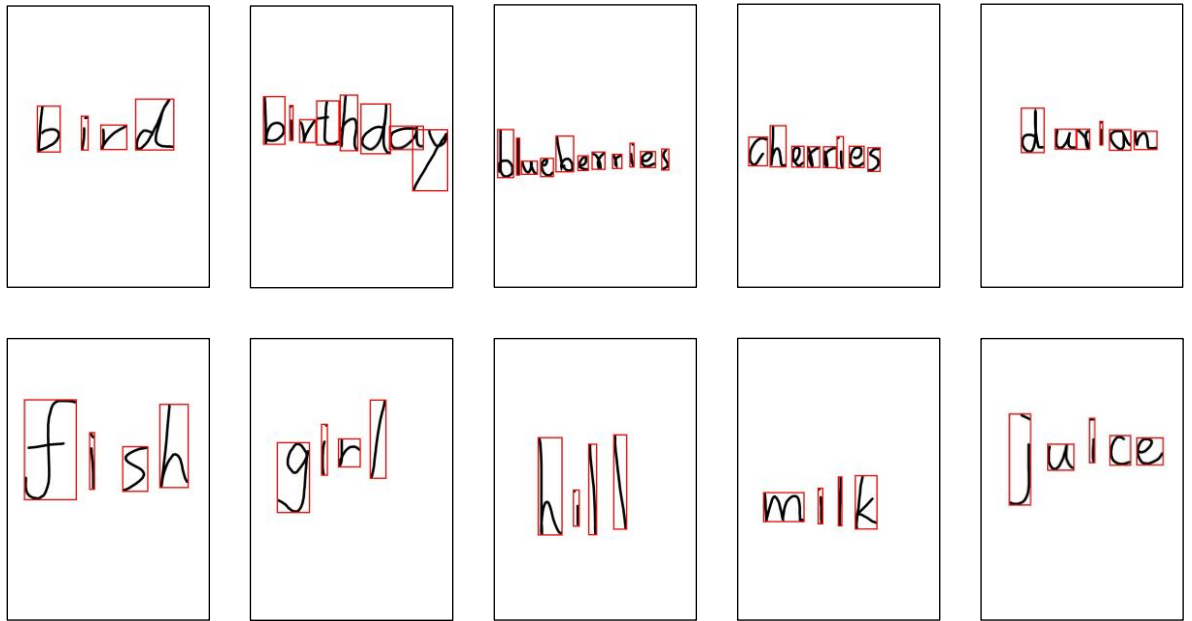 bird
birthday
blueberries
cherries
durian
fish
girl
hill
milk
juice